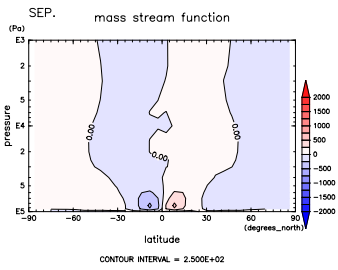 SEP.
mass stream function
(Pa)
E3
2
5
E4
2
5
E5
pressure
0.00
0.00
0.00
-90
-60
-30
0
30
60
90
(degrees_north)
latitude
2000
1500
1000
500
0
-500
-1000
-1500
-2000
CONTOUR INTERVAL = 2.500E+02